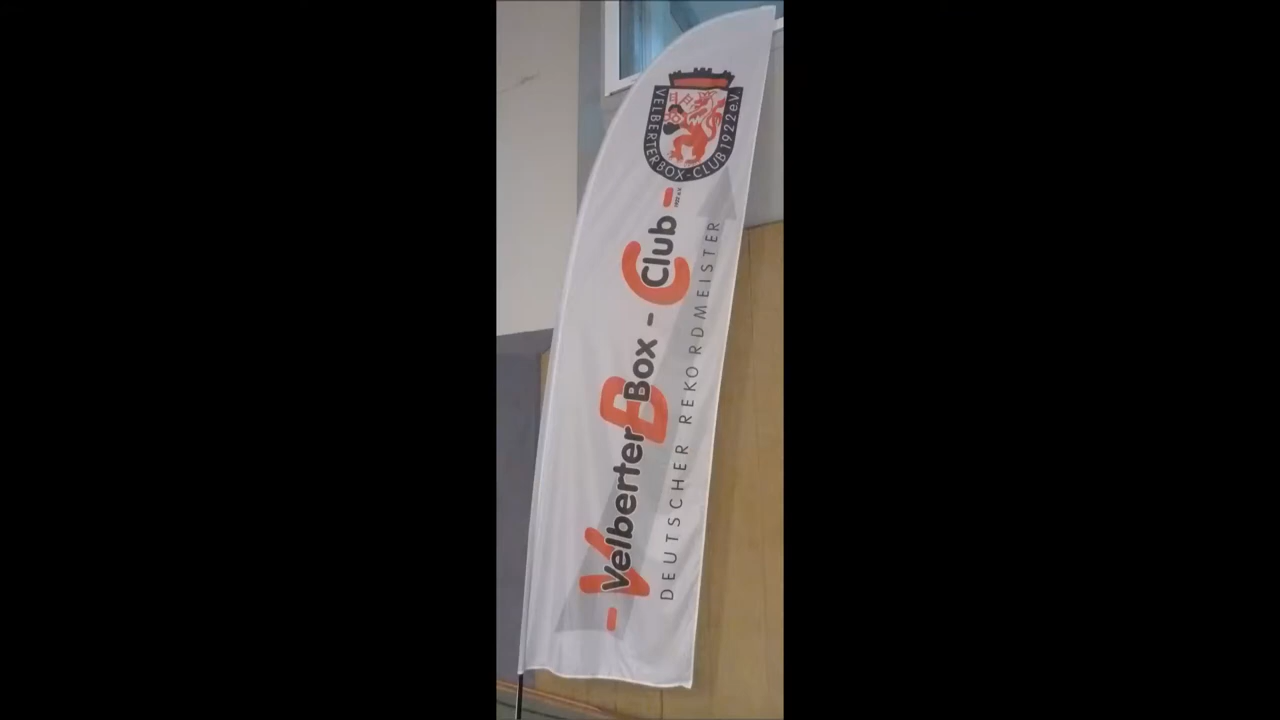 VELBERTER BOX-CLUB 1922 e.V.
- Velberter Box - Club -
DEUTSCHER REKORDMEISTER